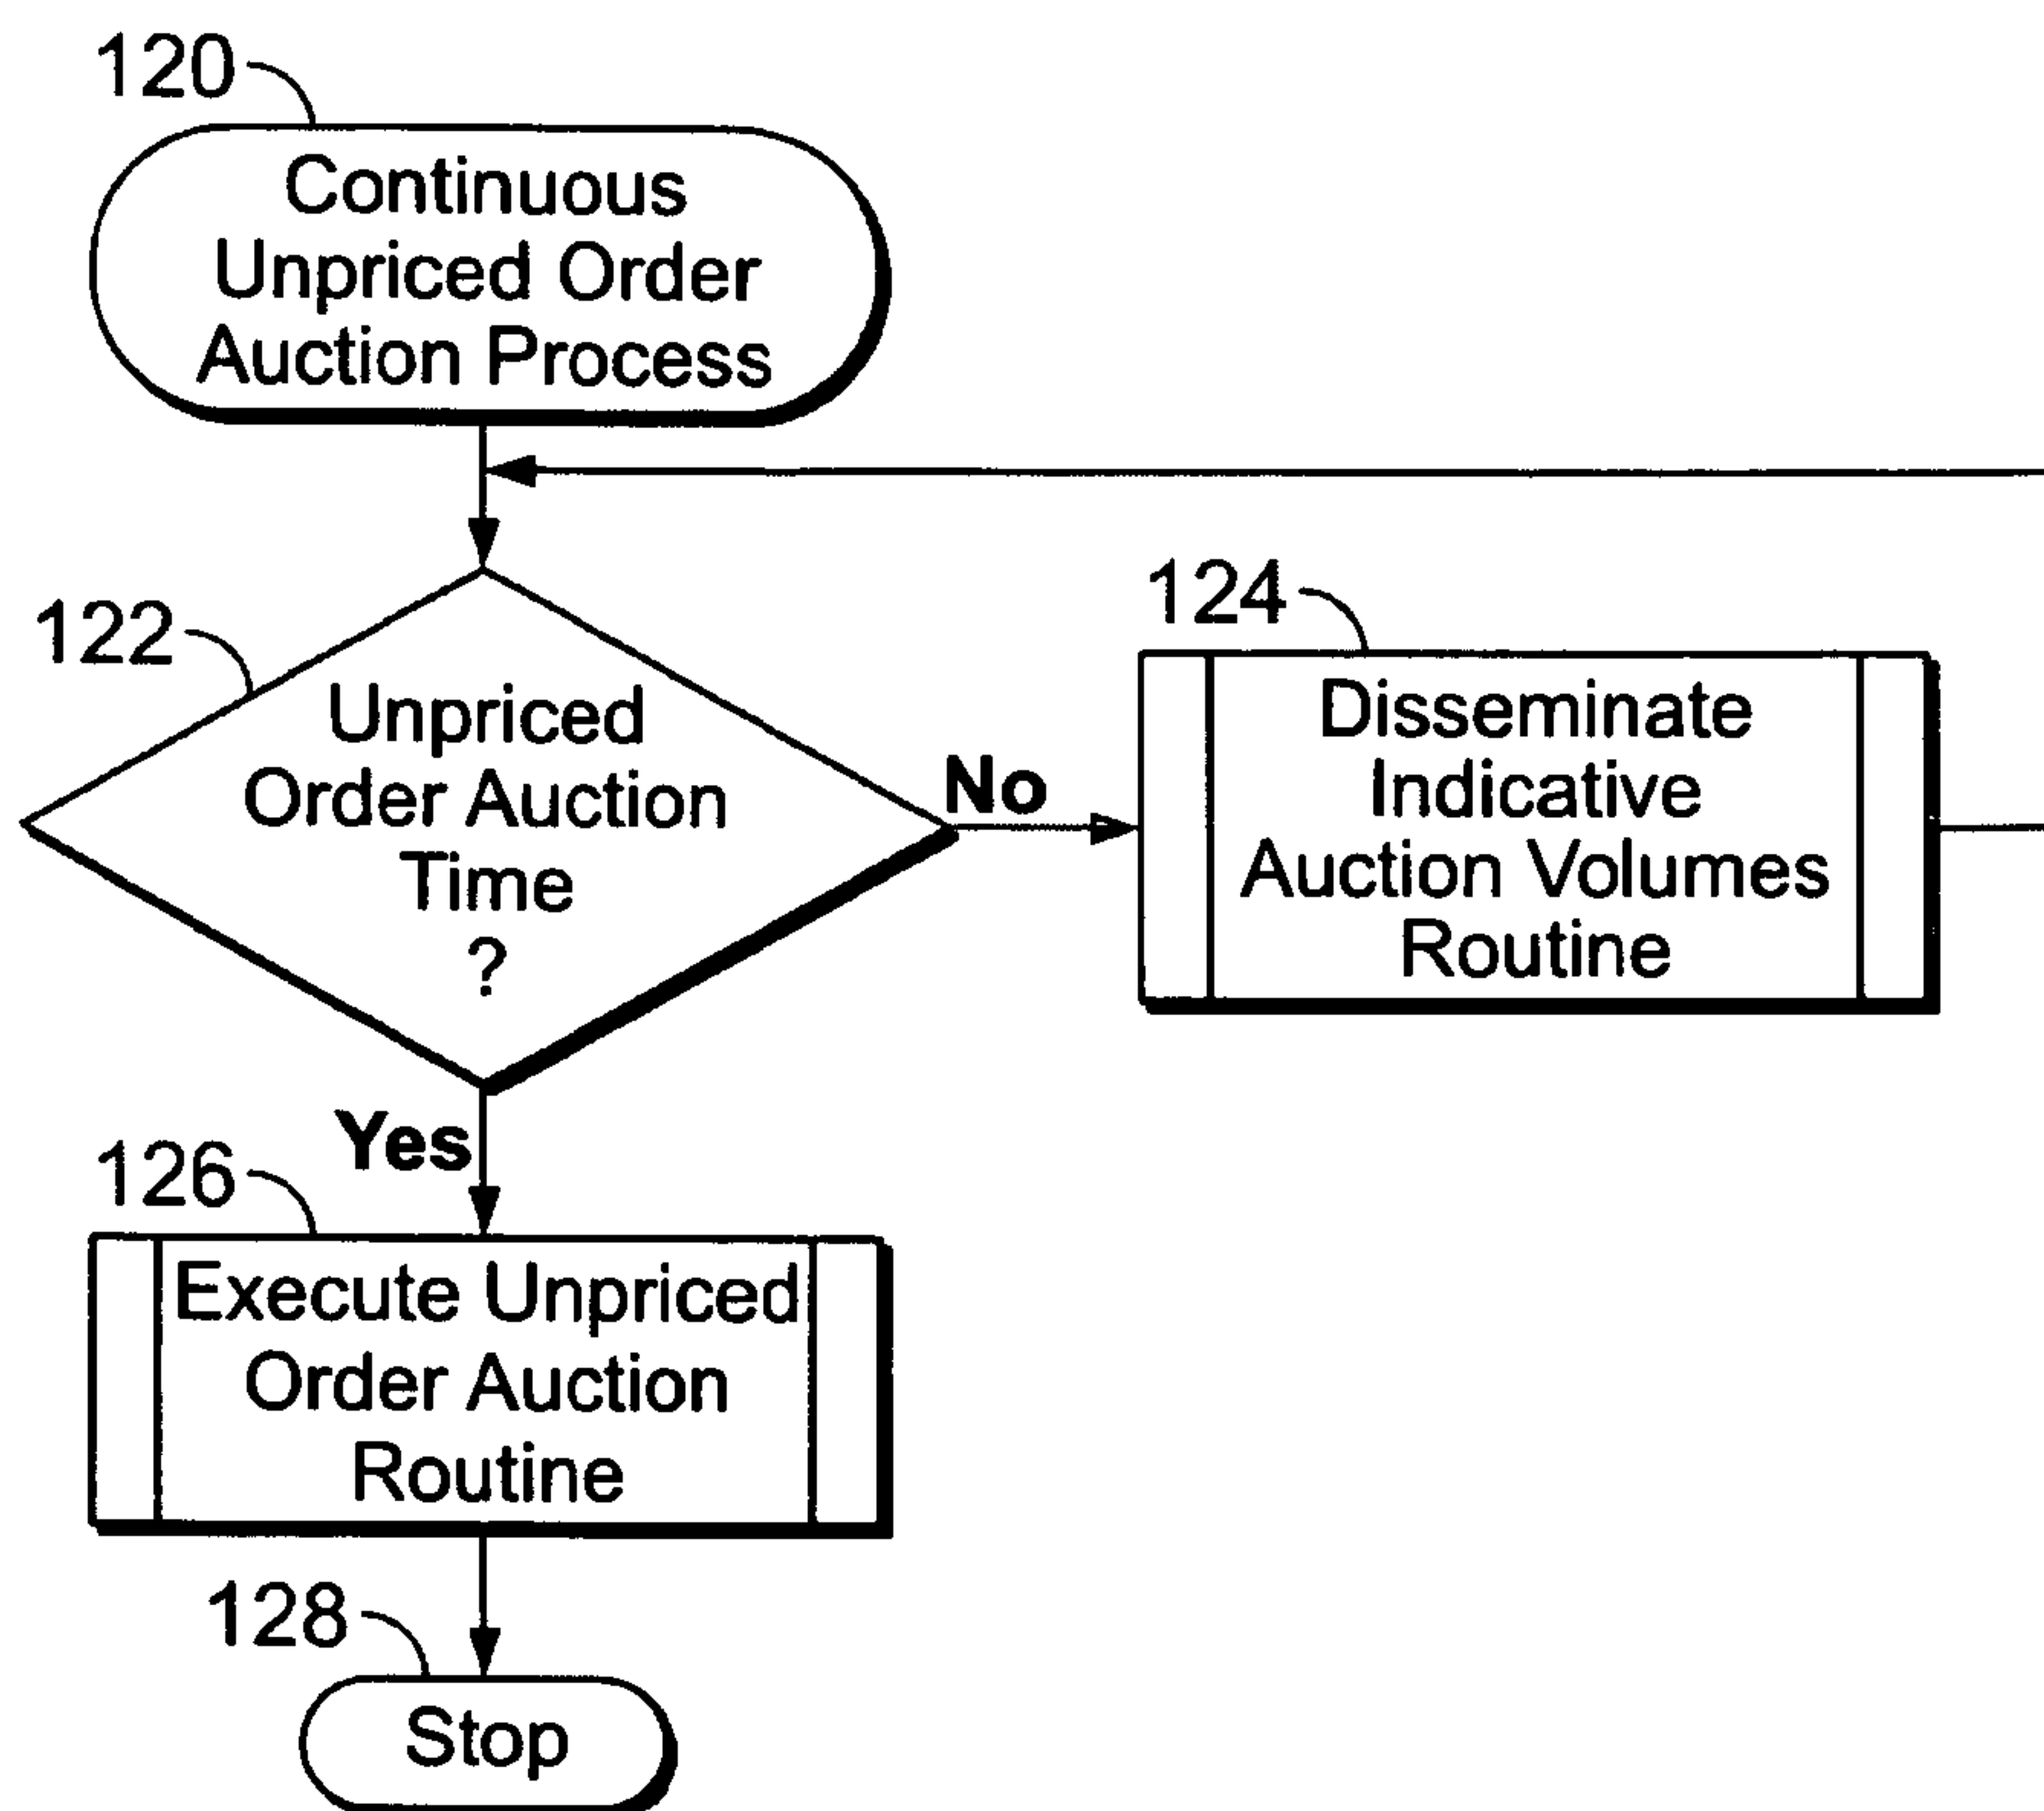 120
Continuous
Unpriced Order
Auction Process
122
Unpriced
Order Auction
Time
?
No
124
Disseminate
Indicative
Auction Volumes
Routine
Yes
126
Execute Unpriced
Order Auction
Routine
128
Stop